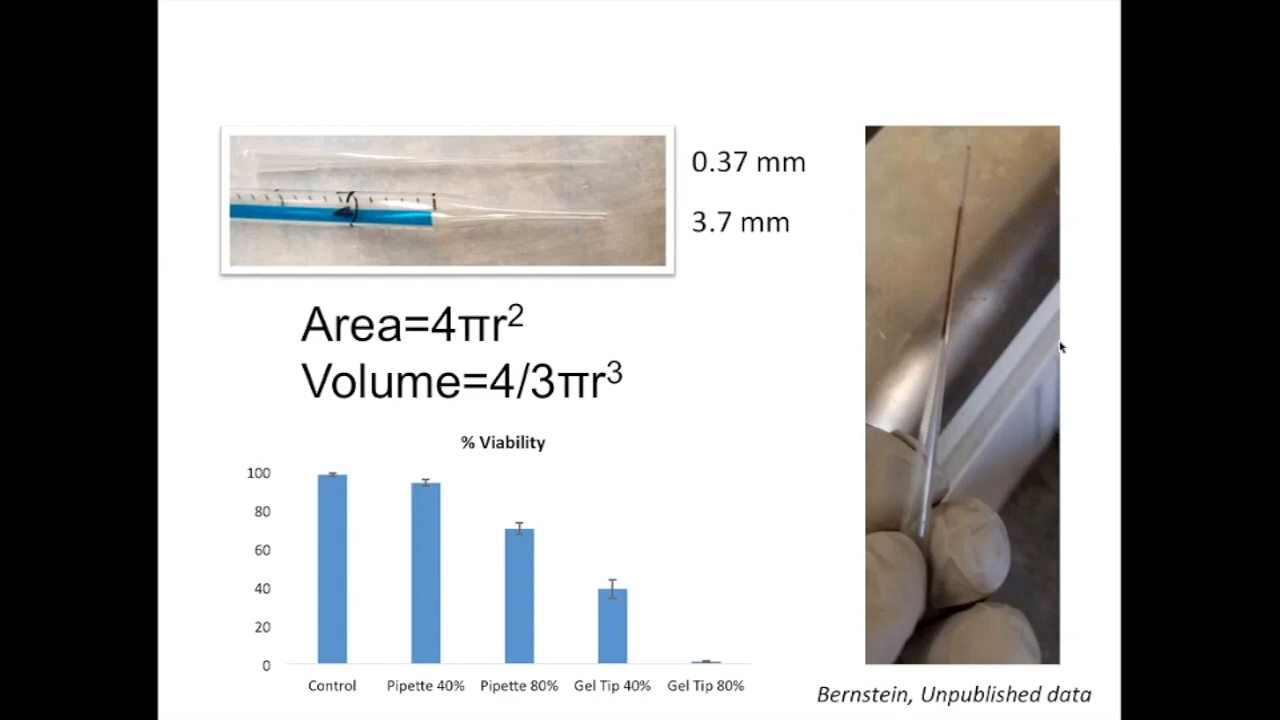 0.37 mm
3.7 mm
Area=4πr²
Volume=4/3πr³
% Viability
100
80
60
40
20
0
Control
Pipette 40%
Pipette 80%
Gel Tip 40%
Gel Tip 80%
Bernstein, Unpublished data